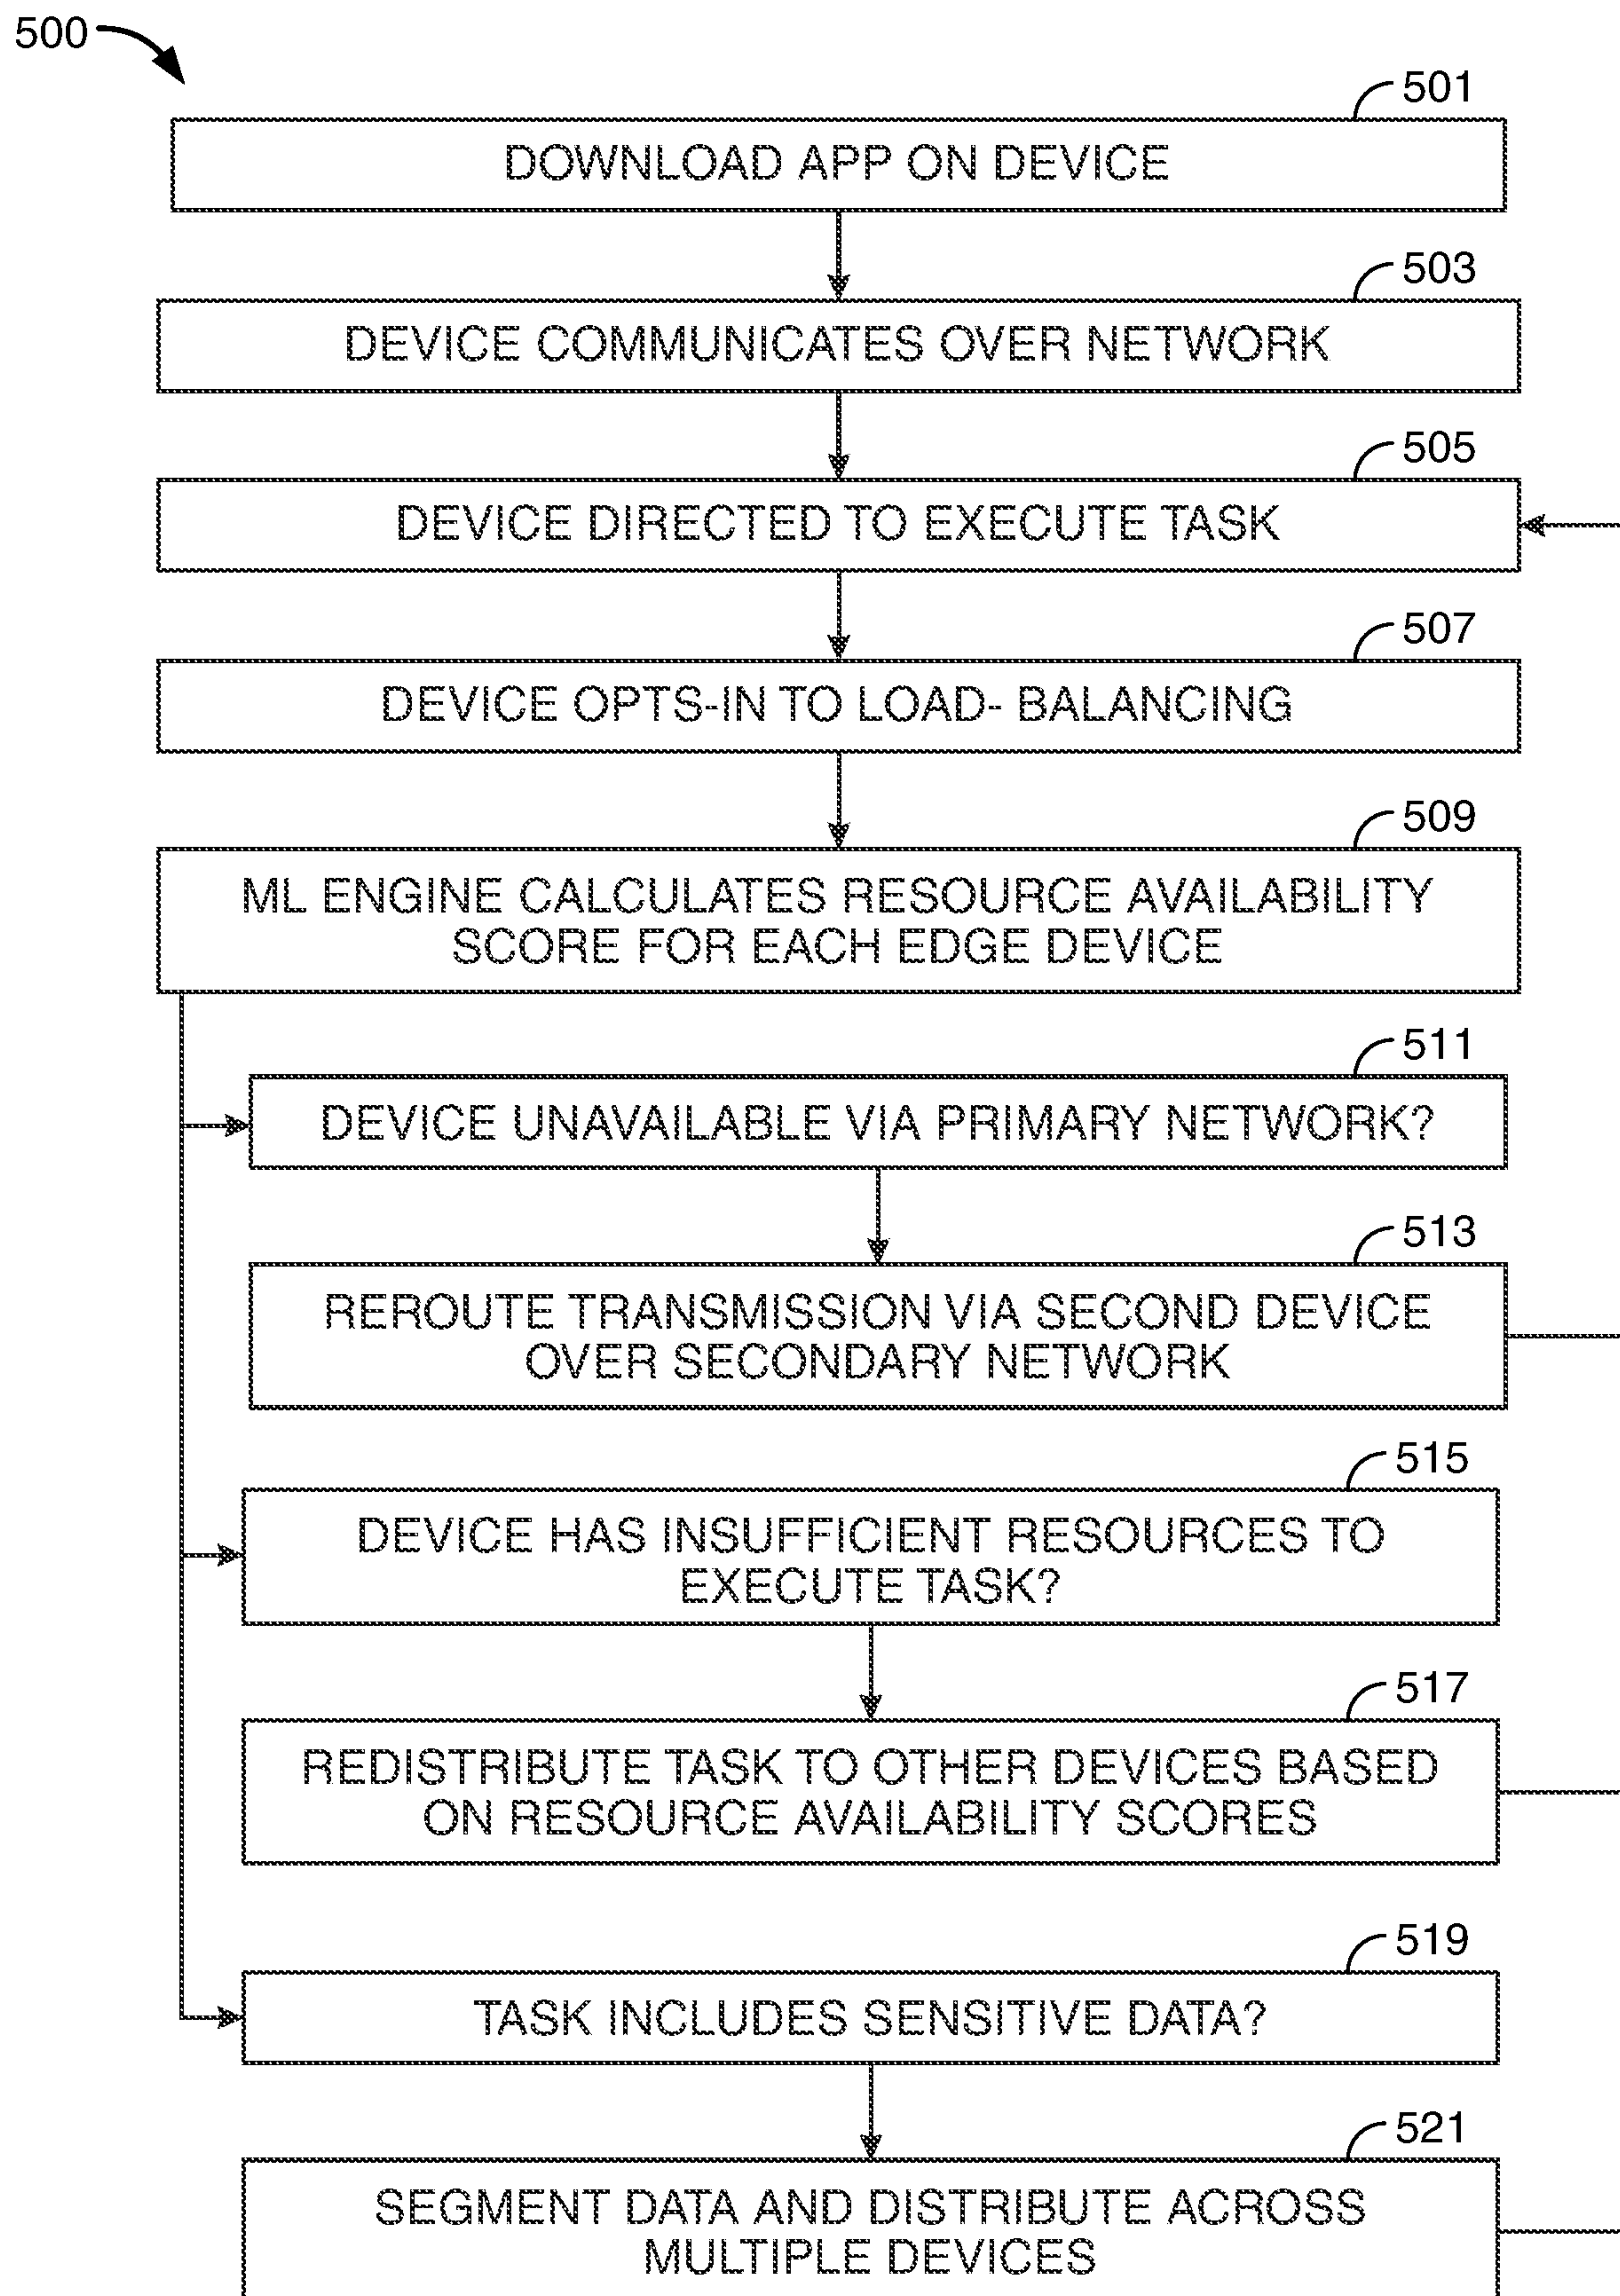 500
501
DOWNLOAD APP ON DEVICE
503
DEVICE COMMUNICATES OVER NETWORK
505
DEVICE DIRECTED TO EXECUTE TASK
507
DEVICE OPTS-IN TO LOAD- BALANCING
509
ML ENGINE CALCULATES RESOURCE AVAILABILITY
SCORE FOR EACH EDGE DEVICE
511
DEVICE UNAVAILABLE VIA PRIMARY NETWORK?
513
REROUTE TRANSMISSION VIA SECOND DEVICE
OVER SECONDARY NETWORK
515
DEVICE HAS INSUFFICIENT RESOURCES TO
EXECUTE TASK?
517
REDISTRIBUTE TASK TO OTHER DEVICES BASED
ON RESOURCE AVAILABILITY SCORES
519
TASK INCLUDES SENSITIVE DATA?
521
SEGMENT DATA AND DISTRIBUTE ACROSS
MULTIPLE DEVICES